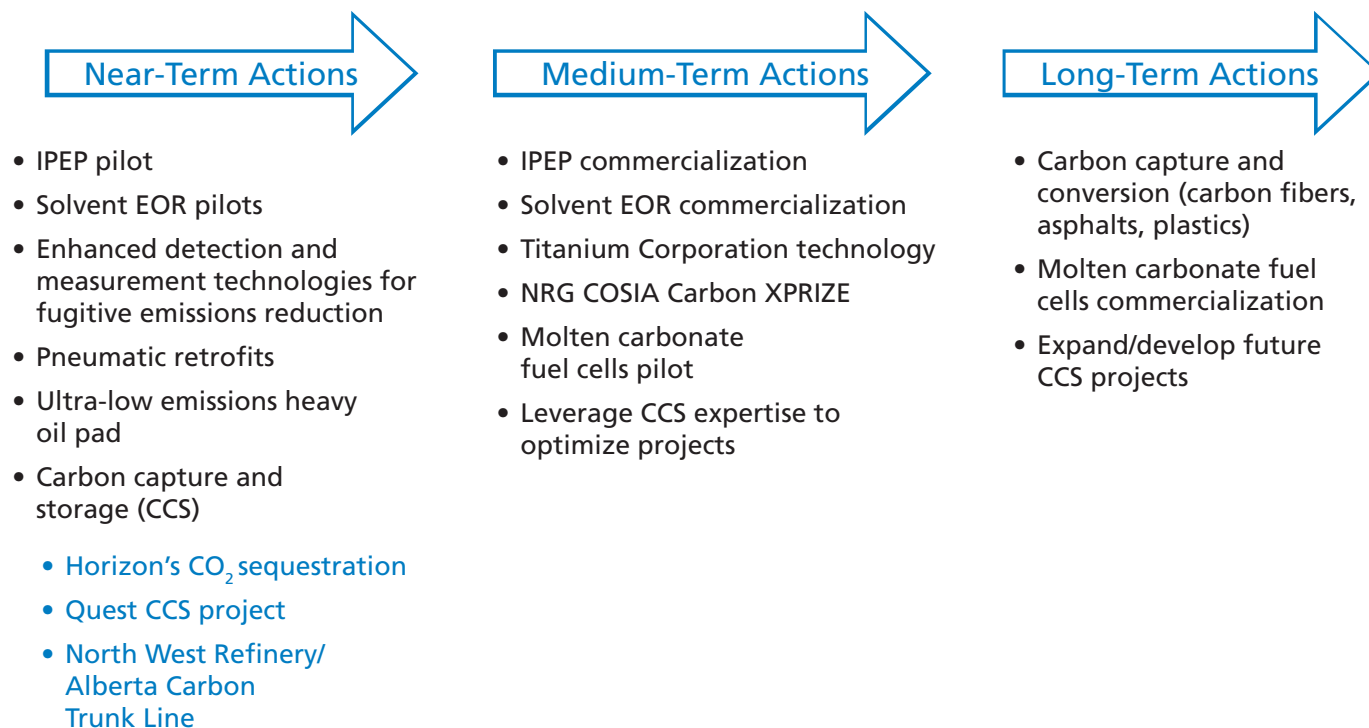 Near-Term Actions
• IPEP pilot
• Solvent EOR pilots
• Enhanced detection and
measurement technologies for
fugitive emissions reduction
• Pneumatic retrofits
• Ultra-low emissions heavy
oil pad
• Carbon capture and
storage (CCS)
• Horizon's CO₂ sequestration
• Quest CCS project
• North West Refinery/
Alberta Carbon
Trunk Line
Medium-Term Actions
• IPEP commercialization
• Solvent EOR commercialization
• Titanium Corporation technology
• NRG COSIA Carbon XPRIZE
• Molten carbonate
fuel cells pilot
• Leverage CCS expertise to
optimize projects
Long-Term Actions
• Carbon capture and
conversion (carbon fibers,
asphalts, plastics)
• Molten carbonate fuel
cells commercialization
• Expand/develop future
CCS projects